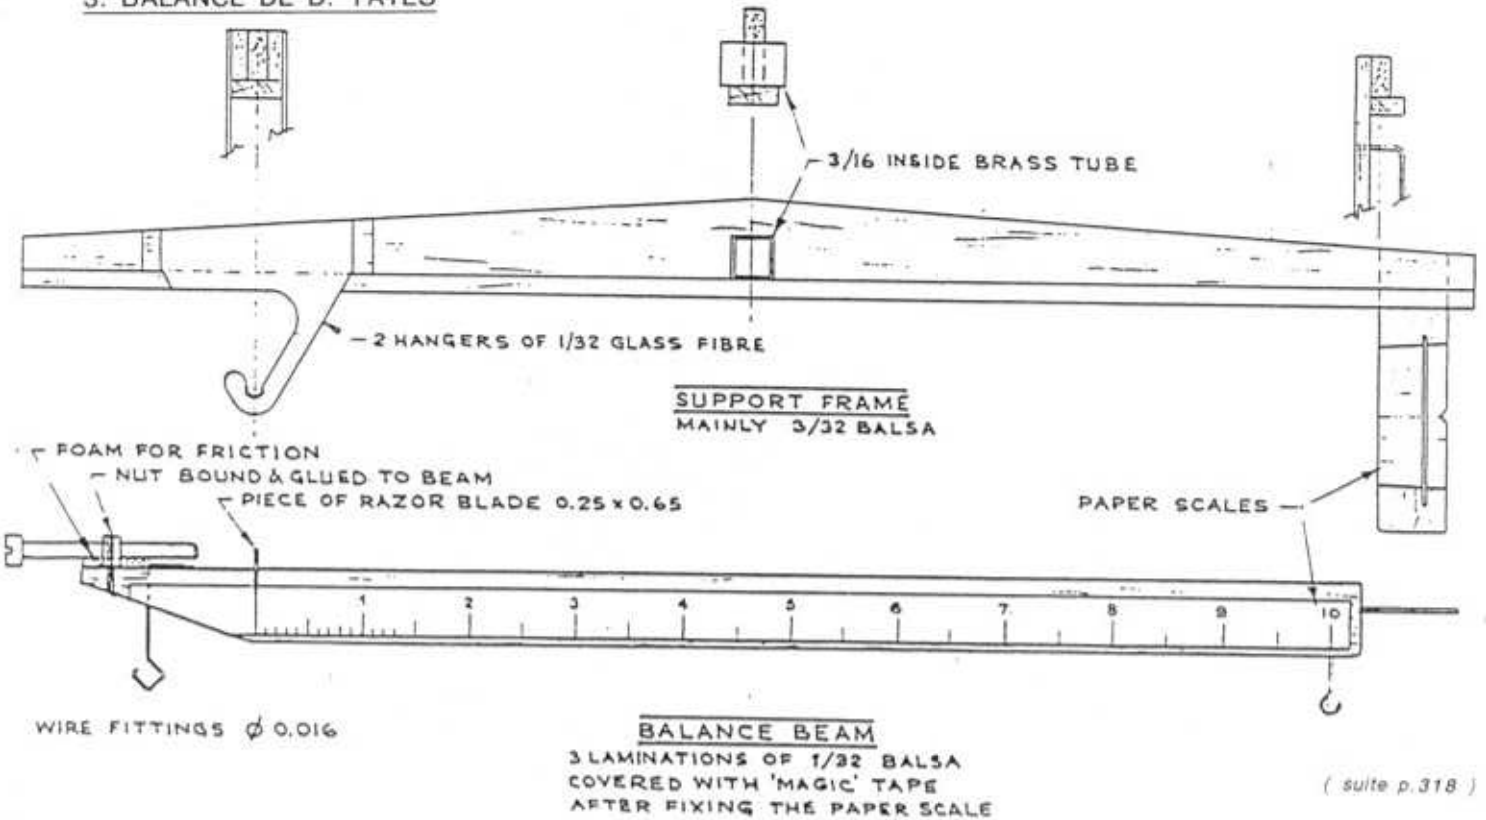 BALANCE DE D. YATES
3/16 INSIDE BRASS TUBE
2 HANGERS OF 1/32 GLASS FIBRE
SUPPORT FRAME
MAINLY 3/32 BALSA
FOAM FOR FRICTION
NUT BOUND & GLUED TO BEAM
PIECE OF RAZOR BLADE 0.25 x 0.65
PAPER SCALES
1 2 3 4 5 6 7 8 9 10
WIRE FITTINGS Ø 0.016
BALANCE BEAM
3 LAMINATIONS OF 1/32 BALSA
COVERED WITH 'MAGIC' TAPE
AFTER FIXING THE PAPER SCALE
( suite p.318 )